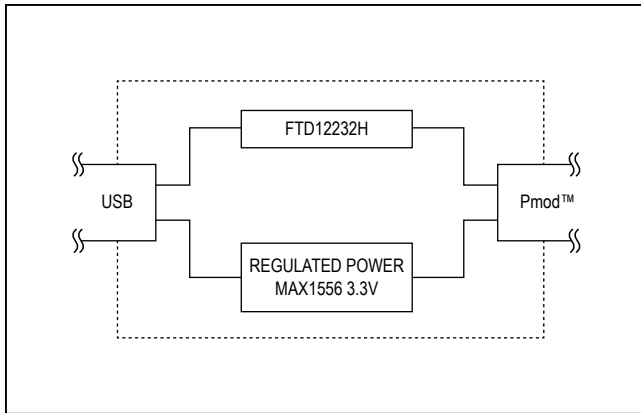 FTD12232H
USB
Pmod™
REGULATED POWER
MAX1556 3.3V